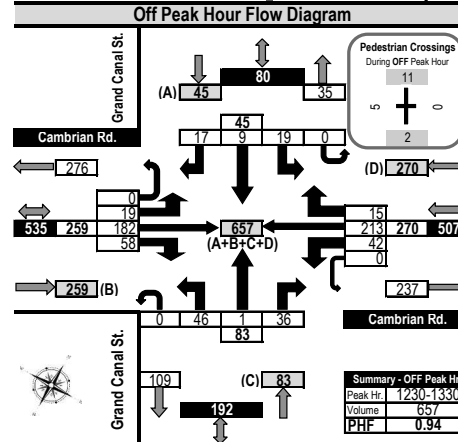 Off Peak Hour Flow Diagram
Grand Canal St.
Pedestrian Crossings
During OFF Peak Hour
11
5 0
2
80
(A) 45 35
45
17 9 19 0
Cambrian Rd.
276
(D) 270
0
19
535 259 182
58
657
(A+B+C+D)
15
213 270 507
42
0
259 (B)
237
0 46 1 36
83
Cambrian Rd.
Grand Canal St.
109 (C) 83
192
Summary - OFF Peak Hr
Peak Hr. 1230-1330
Volume 657
PHF 0.94